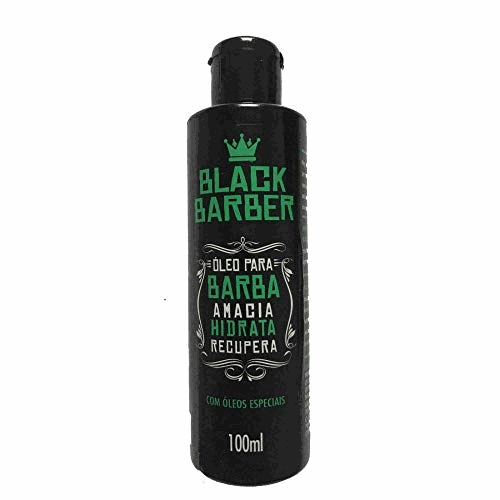 BLACK
BARBER
ÓLEO PARA
BARBA
AMACIA
HIDRATA
RECUPERA
COM ÓLEOS ESPECIAIS
100ml